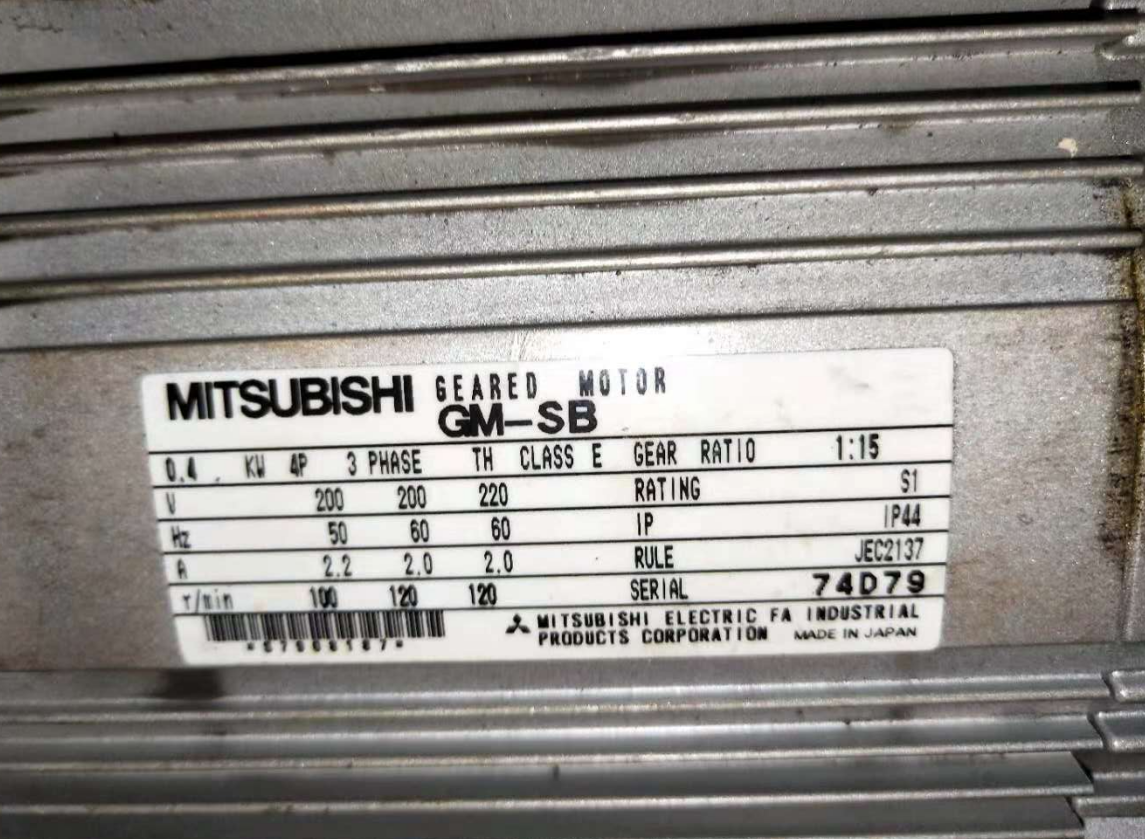 MITSUBISHI GEARED MOTOR
GM-SB
0.4 KW 4P 3 PHASE TH CLASS E GEAR RATIO 1:15
V 200 200 220 RATING S1
Hz 50 60 60 IP IP44
A 2.2 2.0 2.0 RULE JEC2137
r/min 100 120 120 SERIAL 74D79
MITSUBISHI ELECTRIC FA INDUSTRIAL
PRODUCTS CORPORATION MADE IN JAPAN